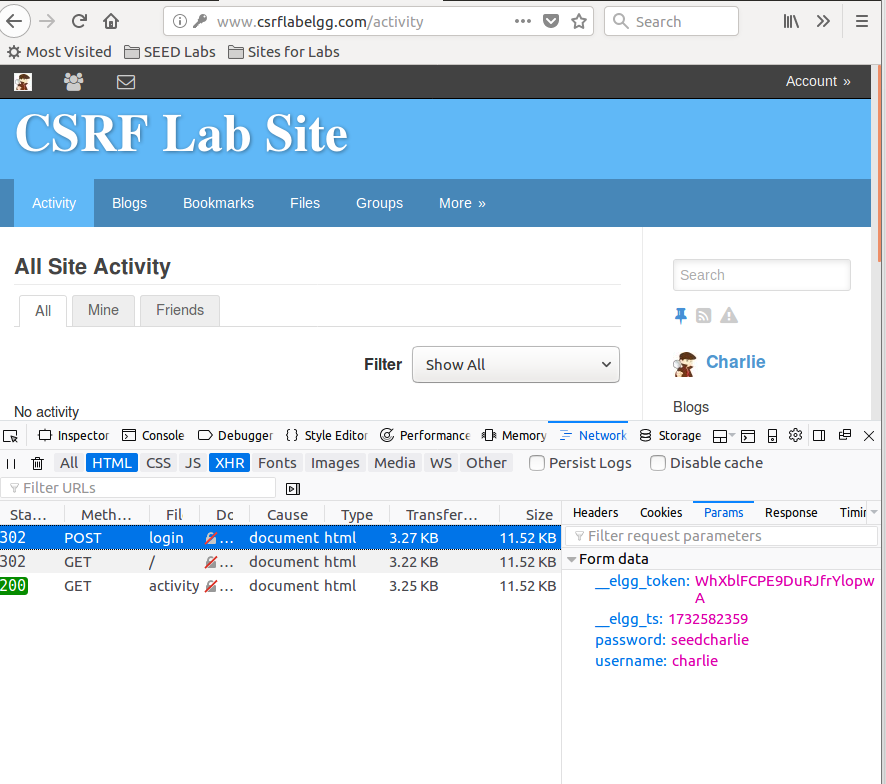 www.csrflabelgg.com/activity
Search
Most Visited SEED Labs Sites for Labs
Account »
CSRF Lab Site
Activity Blogs Bookmarks Files Groups More »
All Site Activity
Search
All Mine Friends
Filter Show All
Charlie
No activity
Blogs
Inspector Console Debugger Style Editor Performance Memory Network Storage
All HTML CSS JS XHR Fonts Images Media WS Other Persist Logs Disable cache
Filter URLs
Sta… Meth… Fil Dc Cause Type Transfer… Size
302 POST login … document html 3.27 KB 11.52 KB
302 GET / … document html 3.22 KB 11.52 KB
200 GET activity … document html 3.25 KB 11.52 KB
Headers Cookies Params Response Timin
Filter request parameters
Form data
__elgg_token: WhXblFCPE9DuRJfrYlopw
A
__elgg_ts: 1732582359
password: seedcharlie
username: charlie